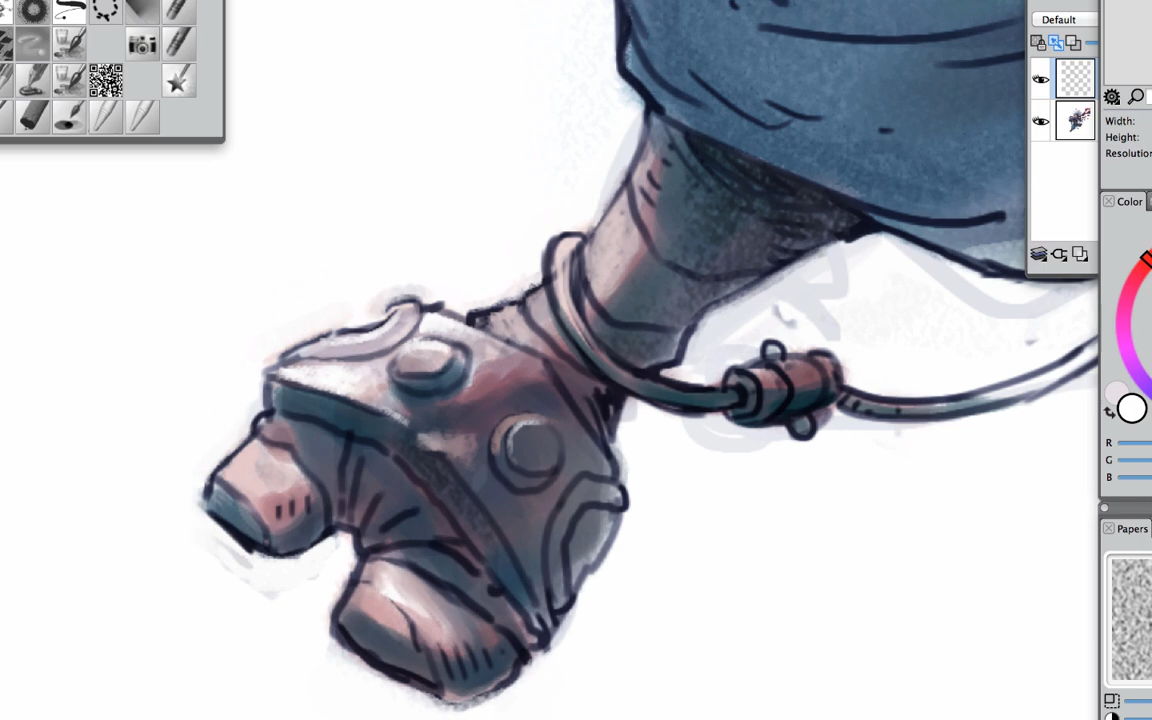 Default
Width:
Height:
Resolution
Color
R
G
B
Papers